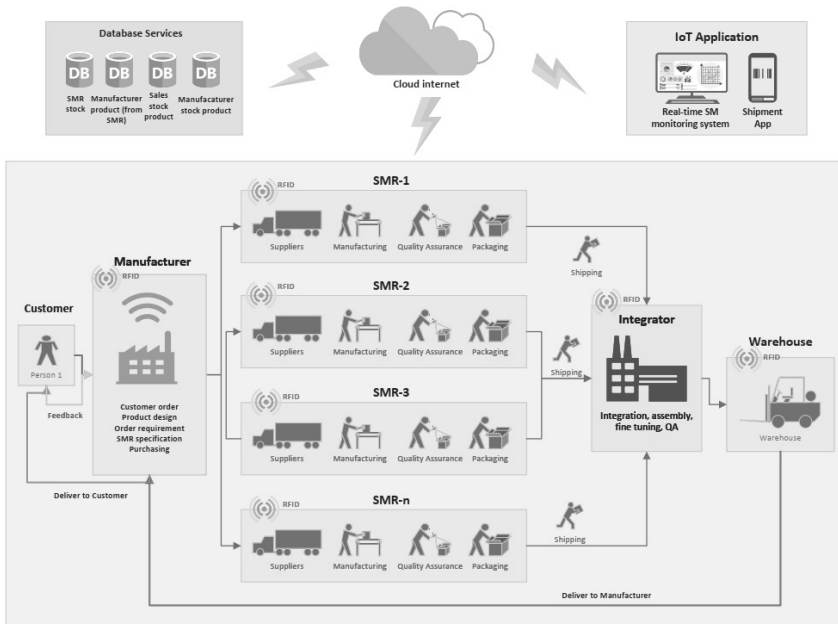 Database Services
DB
DB
DB
DB
SMR
stock
Manufacturer
product (from
SMR)
Sales
stock
product
Manufacaturer
stock product
Cloud internet
IoT Application
Real-time SM
monitoring system
Shipment
App
Customer
Person 1
Feedback
Manufacturer
RFID
Customer order
Product design
Order requirement
SMR specification
Purchasing
Deliver to Customer
SMR-1
RFID
Suppliers
Manufacturing
Quality Assurance
Packaging
Shipping
SMR-2
RFID
Suppliers
Manufacturing
Quality Assurance
Packaging
Shipping
SMR-3
RFID
Suppliers
Manufacturing
Quality Assurance
Packaging
SMR-n
RFID
Suppliers
Manufacturing
Quality Assurance
Packaging
Shipping
RFID
Integrator
Integration, assembly,
fine tuning, QA
Warehouse
RFID
Warehouse
Deliver to Manufacturer